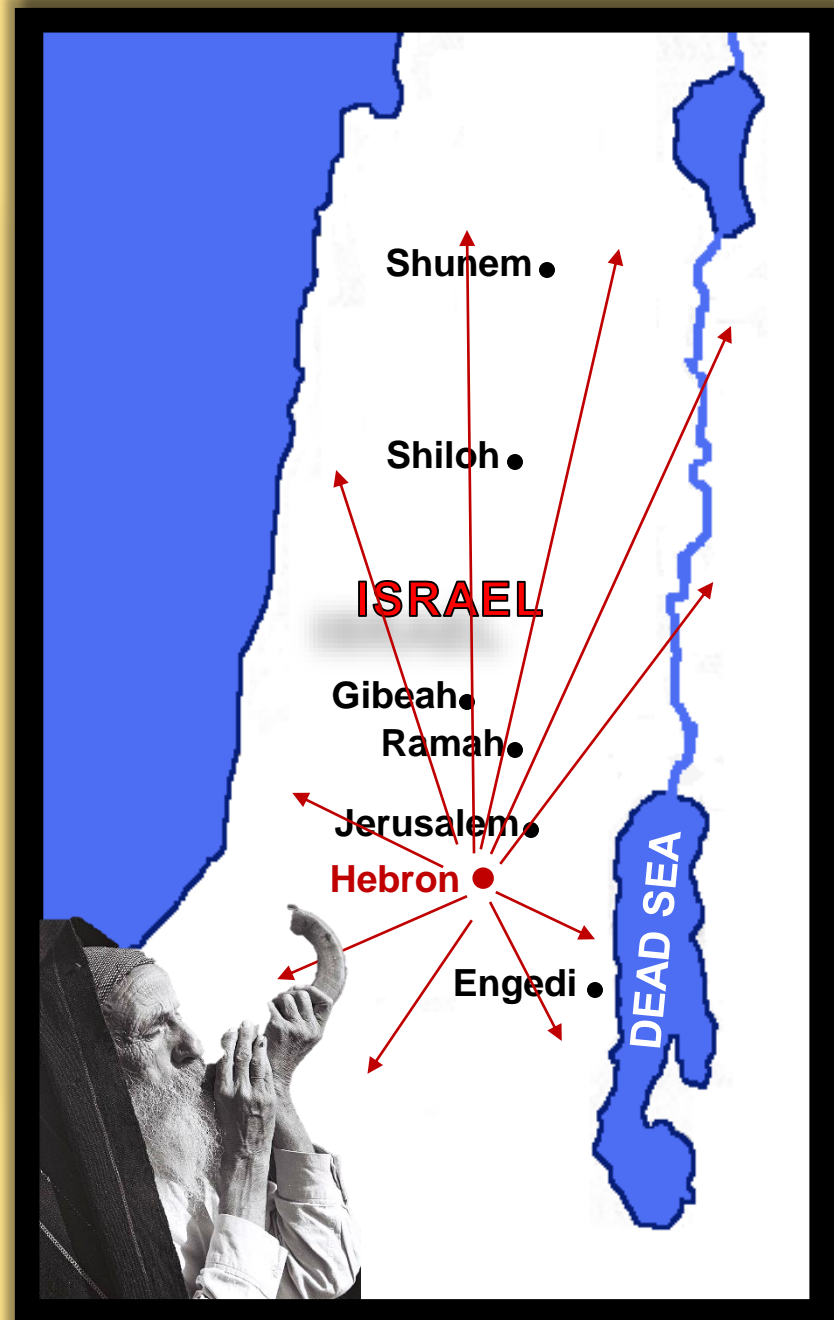 Shunem
Shiloh
ISRAEL
Gibeah
Ramah
Jerusalem
Hebron
Engedi
DEAD SEA